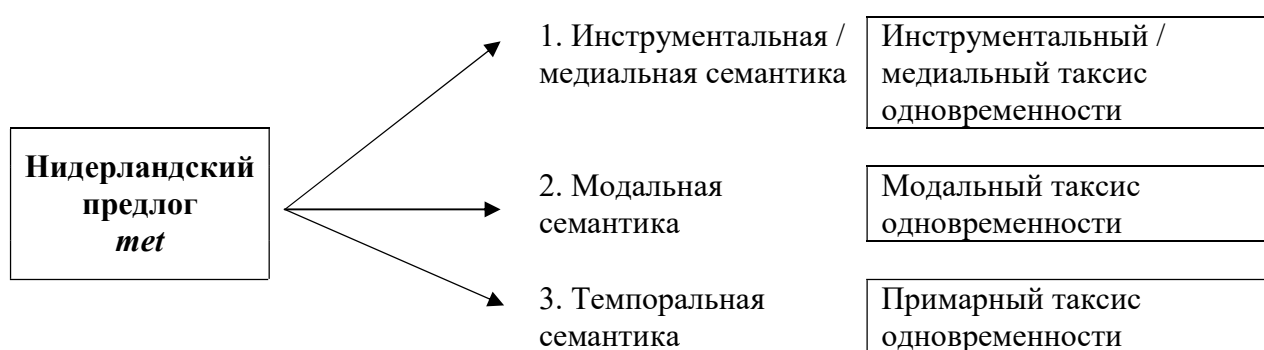 Нидерландский
предлог
met
1. Инструментальная /
медиальная семантика
Инструментальный /
медиальный таксис
одновременности
2. Модальная
семантика
Модальный таксис
одновременности
3. Темпоральная
семантика
Примарный таксис
одновременности